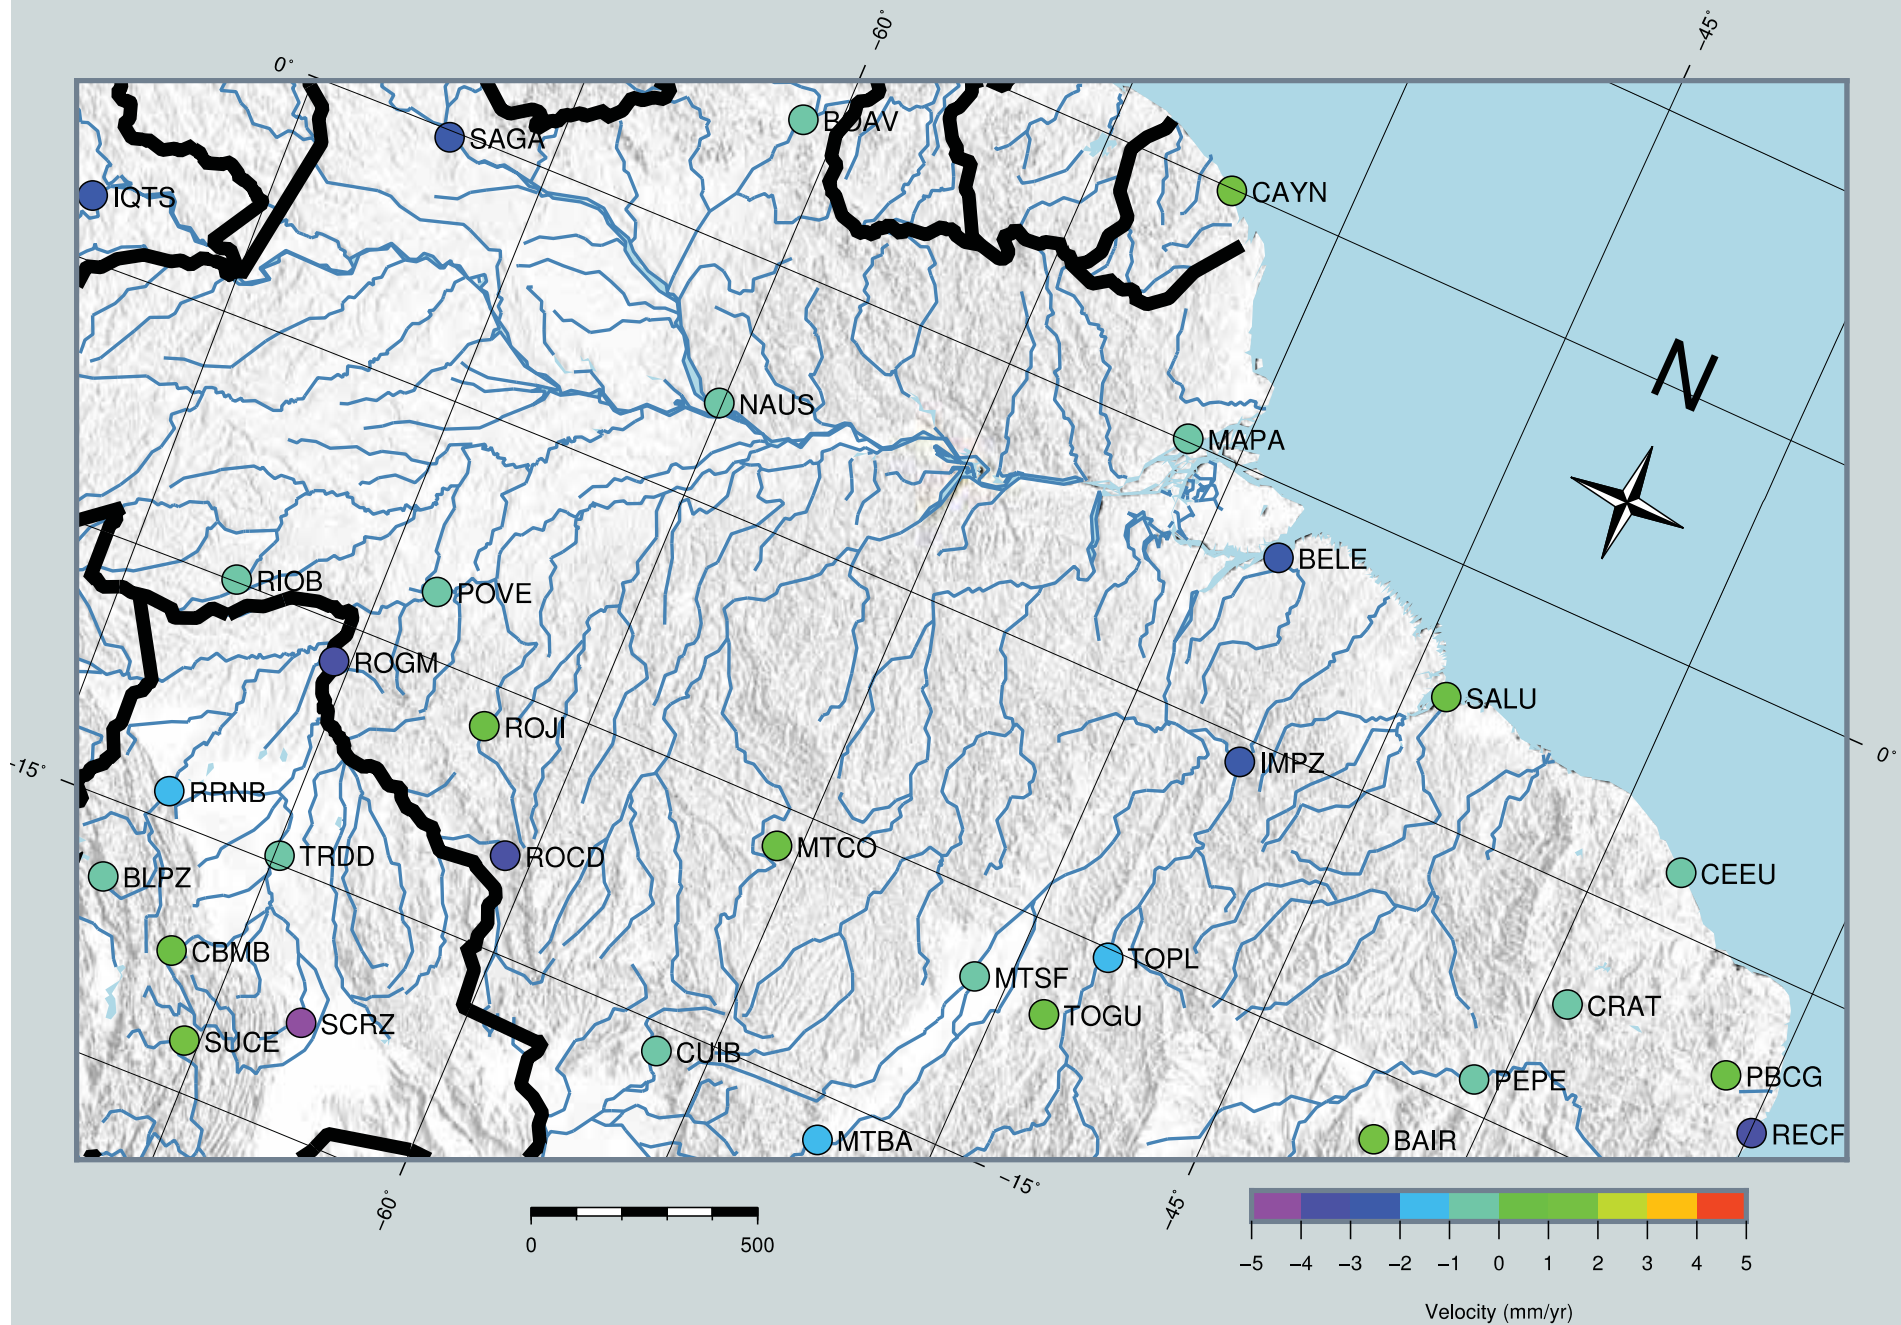 −60°
−45°
0°
SAGA
BOAV
IQTS
CAYN
N
NAUS
MAPA
BELE
RIOB
POVE
ROGM
SALU
ROJI
IMPZ
0°
−15°
RRNB
TRDD
ROCD
MTCO
BLPZ
CEEU
CBMB
TOPL
MTSF
CRAT
TOGU
SCRZ
SUCE
CUIB
PEPE
PBCG
MTBA
BAIR
RECF
−60°
−15°
−45°
0 500
−5 −4 −3 −2 −1 0 1 2 3 4 5
Velocity (mm/yr)